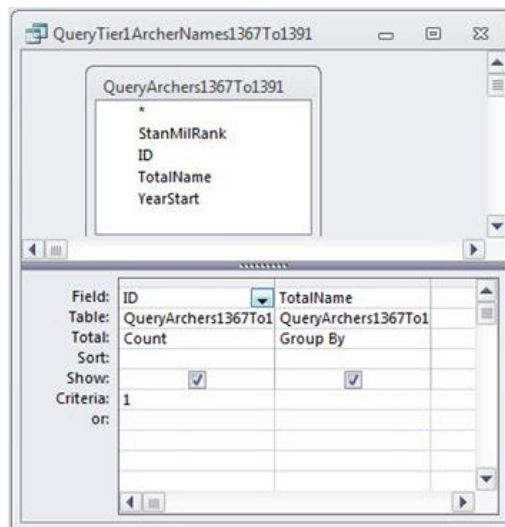 QueryTier1ArcherNames1367To1391
QueryArchers1367To1391
*
StanMilRank
ID
TotalName
YearStart
Field: ID TotalName
Table: QueryArchers1367To1 QueryArchers1367To1
Total: Count Group By
Sort:
Show:
Criteria: 1
or: